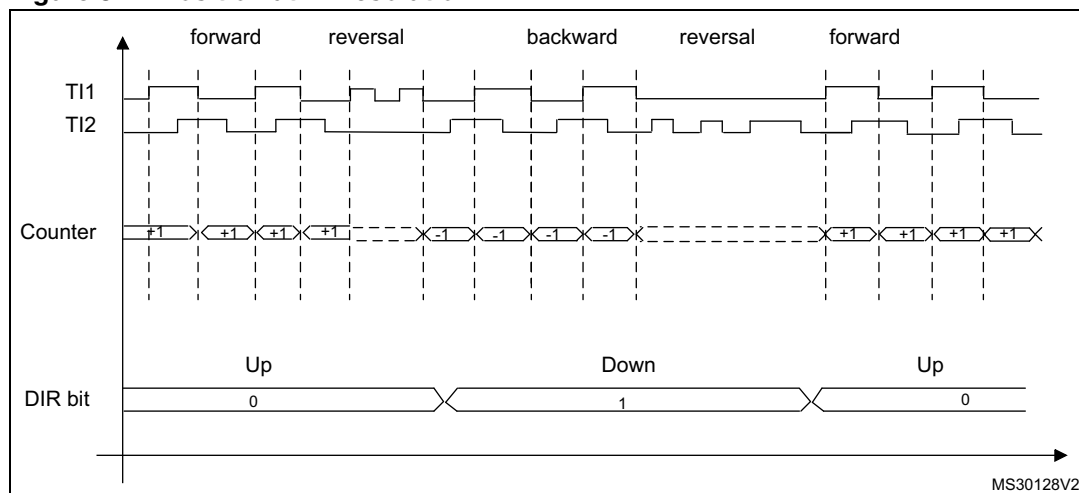 forward reversal backward reversal forward
TI1
TI2
Counter +1 +1 +1 +1 -1 -1 -1 -1 +1 +1 +1 +1
Up Down Up
DIR bit 0 1 0
MS30128V2